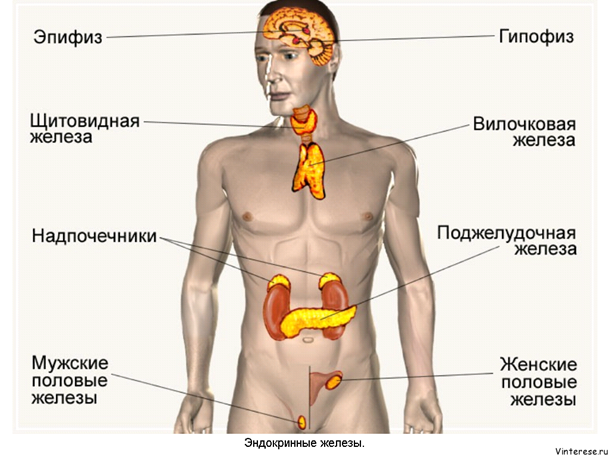 Эпифиз
Гипофиз
Щитовидная
железа
Вилочковая
железа
Надпочечники
Поджелудочная
железа
Мужские
половые
железы
Женские
половые
железы
Эндокринные железы.
Vinterese.ru